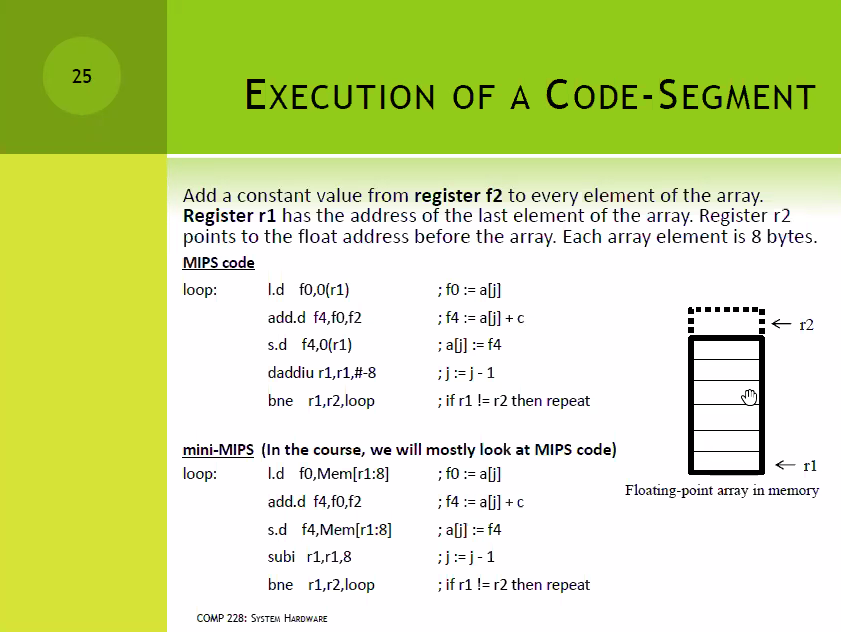 25
EXECUTION OF A CODE-SEGMENT
Add a constant value from register f2 to every element of the array.
Register r1 has the address of the last element of the array. Register r2
points to the float address before the array. Each array element is 8 bytes.
MIPS code
loop: l.d f0,0(r1) ; f0 := a[j]
add.d f4,f0,f2 ; f4 := a[j] + c
s.d f4,0(r1) ; a[j] := f4
daddiu r1,r1,#-8 ; j := j - 1
bne r1,r2,loop ; if r1 != r2 then repeat
← r2
← r1
Floating-point array in memory
mini-MIPS (In the course, we will mostly look at MIPS code)
loop: l.d f0,Mem[r1:8] ; f0 := a[j]
add.d f4,f0,f2 ; f4 := a[j] + c
s.d f4,Mem[r1:8] ; a[j] := f4
subi r1,r1,8 ; j := j - 1
bne r1,r2,loop ; if r1 != r2 then repeat
COMP 228: SYSTEM HARDWARE